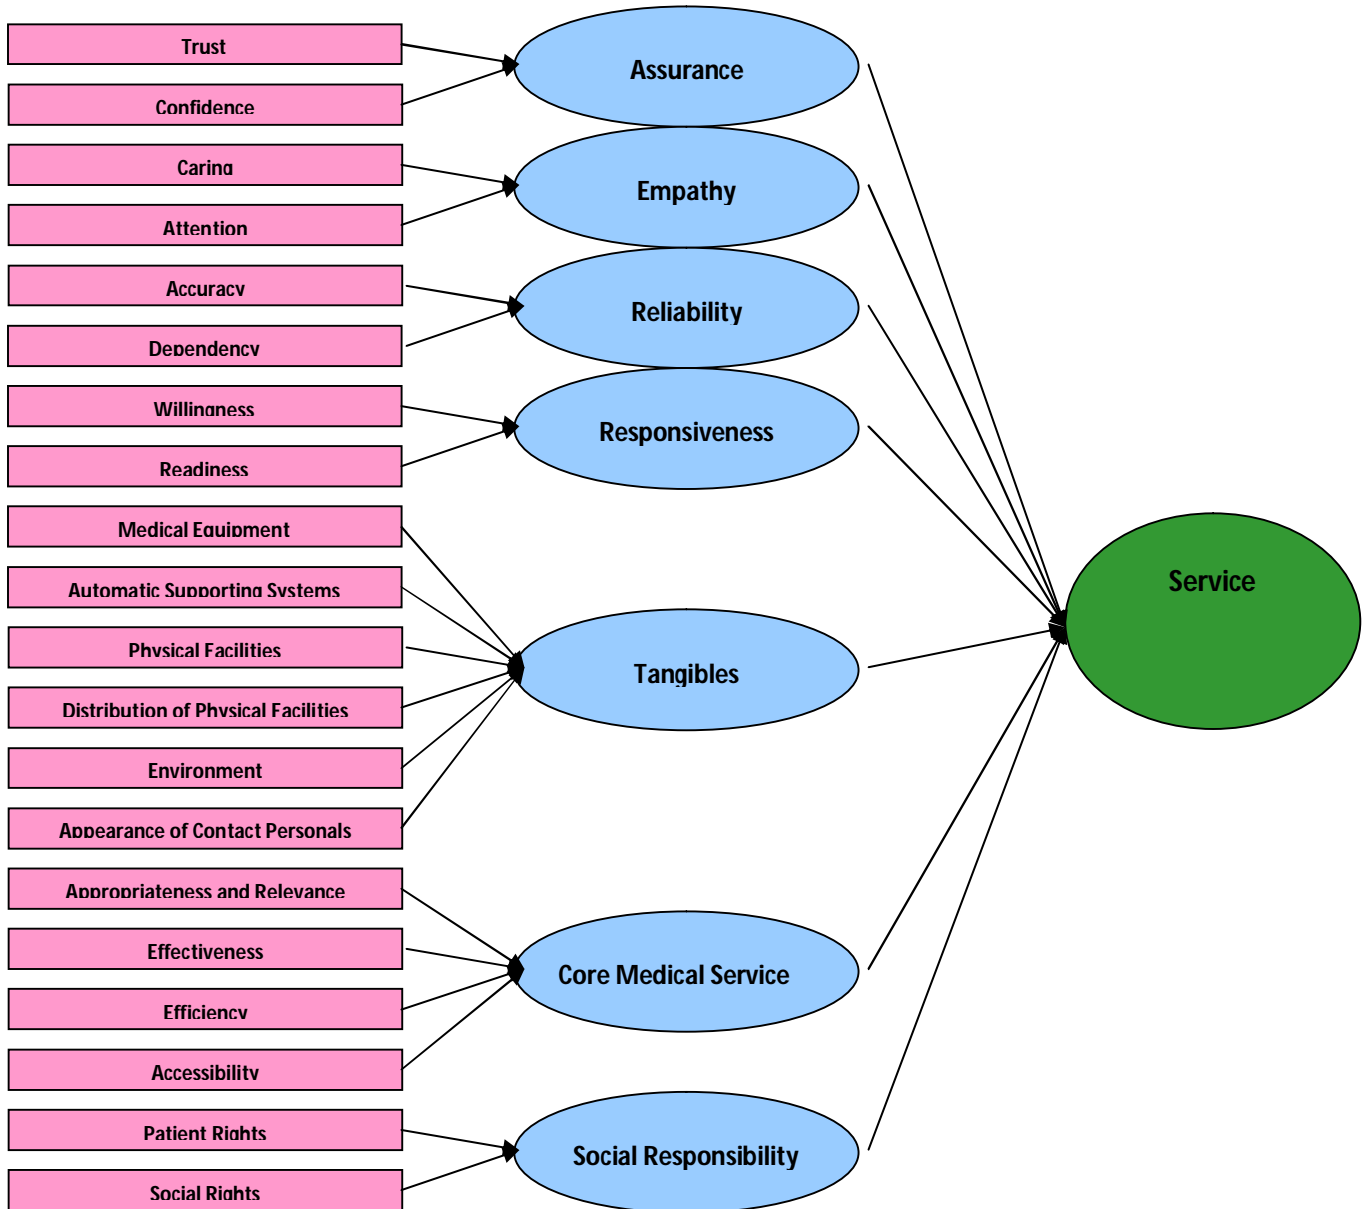 Trust
Confidence
Caring
Attention
Accuracy
Dependency
Willingness
Readiness
Medical Equipment
Automatic Supporting Systems
Physical Facilities
Distribution of Physical Facilities
Environment
Appearance of Contact Personals
Appropriateness and Relevance
Effectiveness
Efficiency
Accessibility
Patient Rights
Social Rights
Assurance
Empathy
Reliability
Responsiveness
Tangibles
Core Medical Service
Social Responsibility
Service